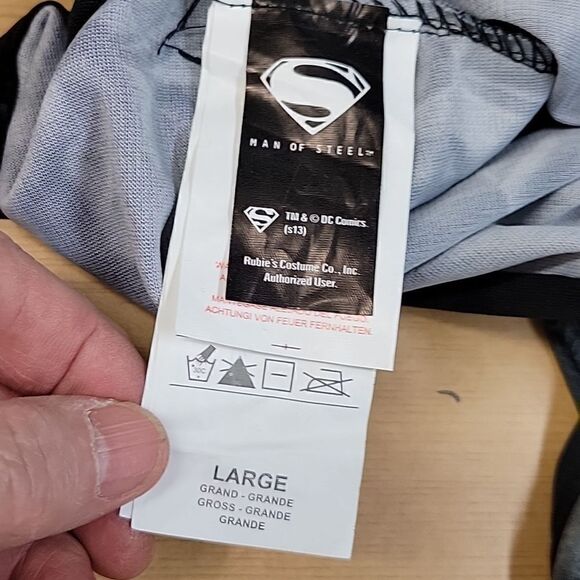 MAN OF STEEL™
TM & © DC Comics.
(s13)
Rubie's Costume Co., Inc.
Authorized User.
ACHTUNG! VON FEUER FERNHALTEN.
30C
LARGE
GRAND - GRANDE
GROSS - GRANDE
GRANDE